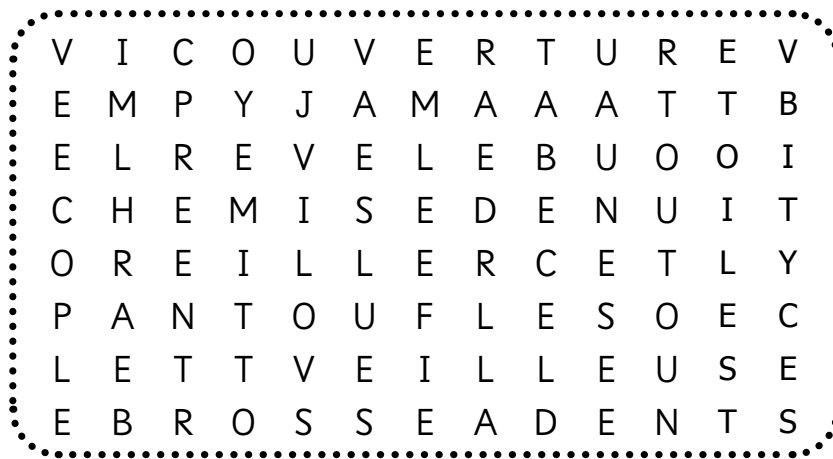 V I C O U V E R T U R E V
E M P Y J A M A A A T T B
E L R E V E L E B U O O I
C H E M I S E D E N U I T
O R E I L L E R C E T L Y
P A N T O U F L E S O E C
L E T T V E I L L E U S E
E B R O S S E A D E N T S